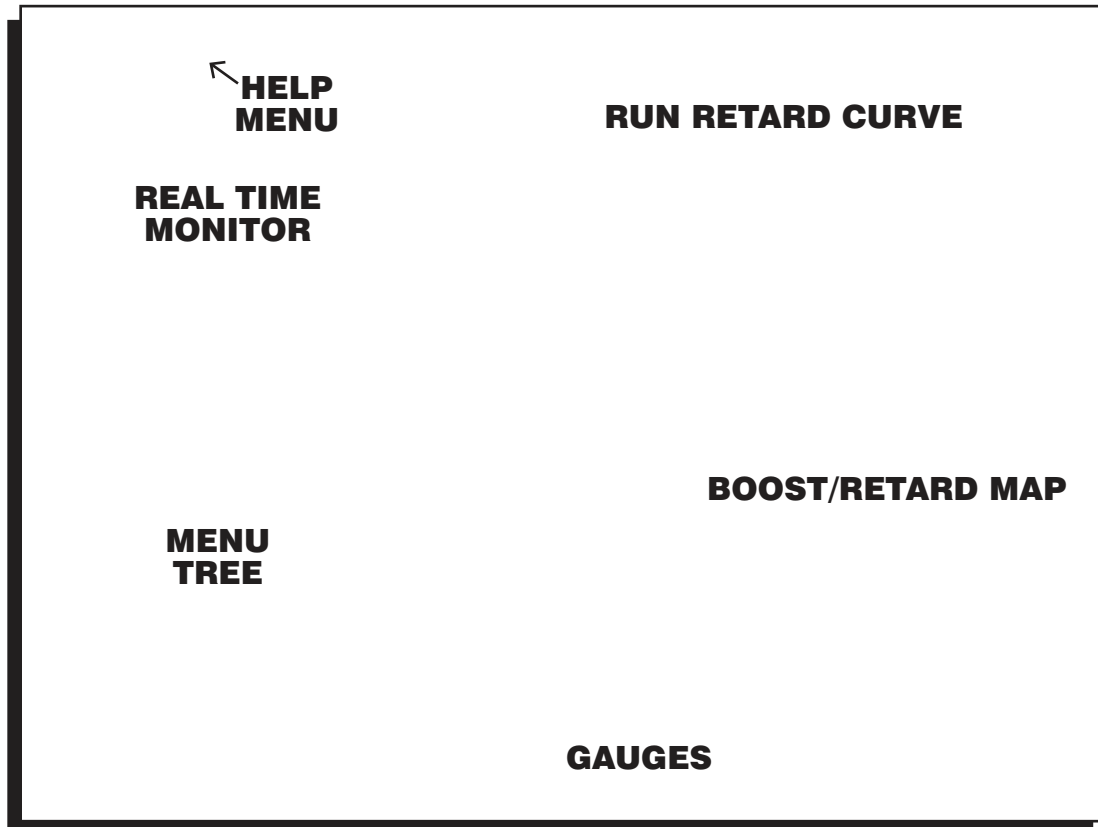 HELP
MENU
RUN RETARD CURVE
REAL TIME
MONITOR
BOOST/RETARD MAP
MENU
TREE
GAUGES